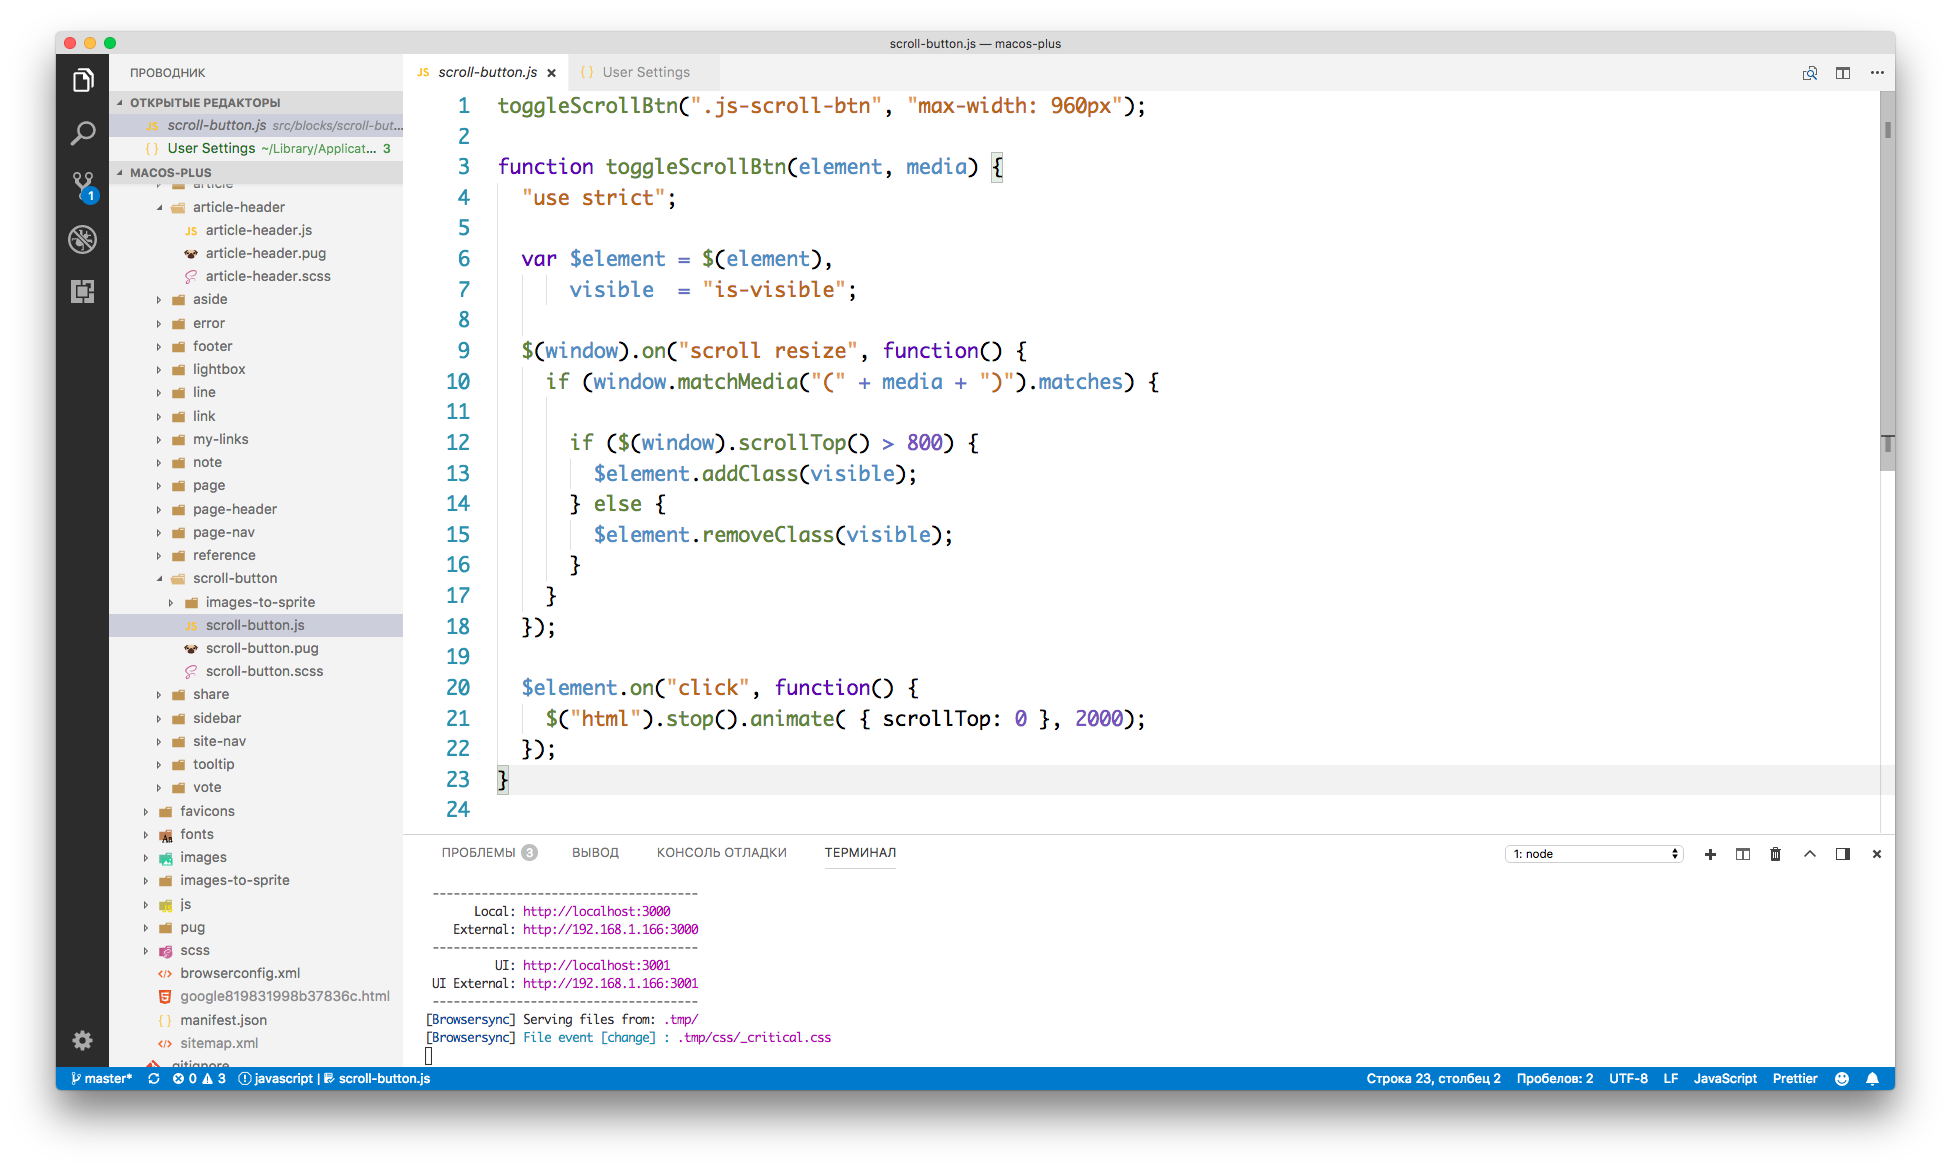 scroll-button.js — macos-plus
ПРОВОДНИК
ОТКРЫТЫЕ РЕДАКТОРЫ
JS scroll-button.js src/blocks/scroll-but...
{ } User Settings ~/Library/Applicat... 3
MACOS-PLUS
article
article-header
JS article-header.js
article-header.pug
article-header.scss
aside
error
footer
lightbox
line
link
my-links
note
page
page-header
page-nav
reference
scroll-button
images-to-sprite
JS scroll-button.js
scroll-button.pug
scroll-button.scss
share
sidebar
site-nav
tooltip
vote
favicons
fonts
images
images-to-sprite
js
pug
scss
browserconfig.xml
google819831998b37836c.html
{ } manifest.json
sitemap.xml
.gitignore
1
JS scroll-button.js × { } User Settings
1 toggleScrollBtn(".js-scroll-btn", "max-width: 960px");
2
3 function toggleScrollBtn(element, media) {
4 "use strict";
5
6 var $element = $(element),
7 visible = "is-visible";
8
9 $(window).on("scroll resize", function() {
10 if (window.matchMedia("(" + media + ")").matches) {
11
12 if ($(window).scrollTop() > 800) {
13 $element.addClass(visible);
14 } else {
15 $element.removeClass(visible);
16 }
17 }
18 });
19
20 $element.on("click", function() {
21 $("html").stop().animate( { scrollTop: 0 }, 2000);
22 });
23 }
24
ПРОБЛЕМЫ 3 ВЫВОД КОНСОЛЬ ОТЛАДКИ ТЕРМИНАЛ 1: node
--------------------------------------
Local: http://localhost:3000
External: http://192.168.1.166:3000
--------------------------------------
UI: http://localhost:3001
UI External: http://192.168.1.166:3001
--------------------------------------
[Browsersync] Serving files from: .tmp/
[Browsersync] File event [change] : .tmp/css/_critical.css
master* 0 3 javascript | scroll-button.js Строка 23, столбец 2 Пробелов: 2 UTF-8 LF JavaScript Prettier